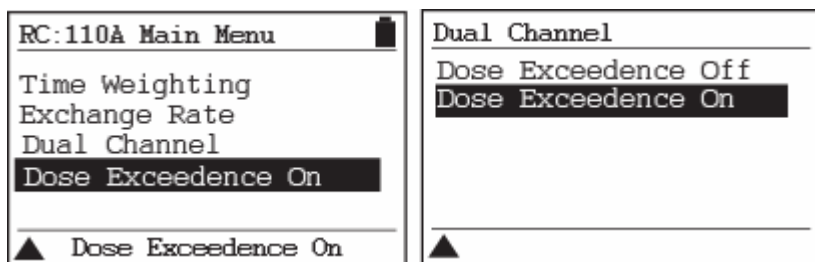 RC:110A Main Menu
Time Weighting
Exchange Rate
Dual Channel
Dose Exceedence On
Dose Exceedence On
Dual Channel
Dose Exceedence Off
Dose Exceedence On